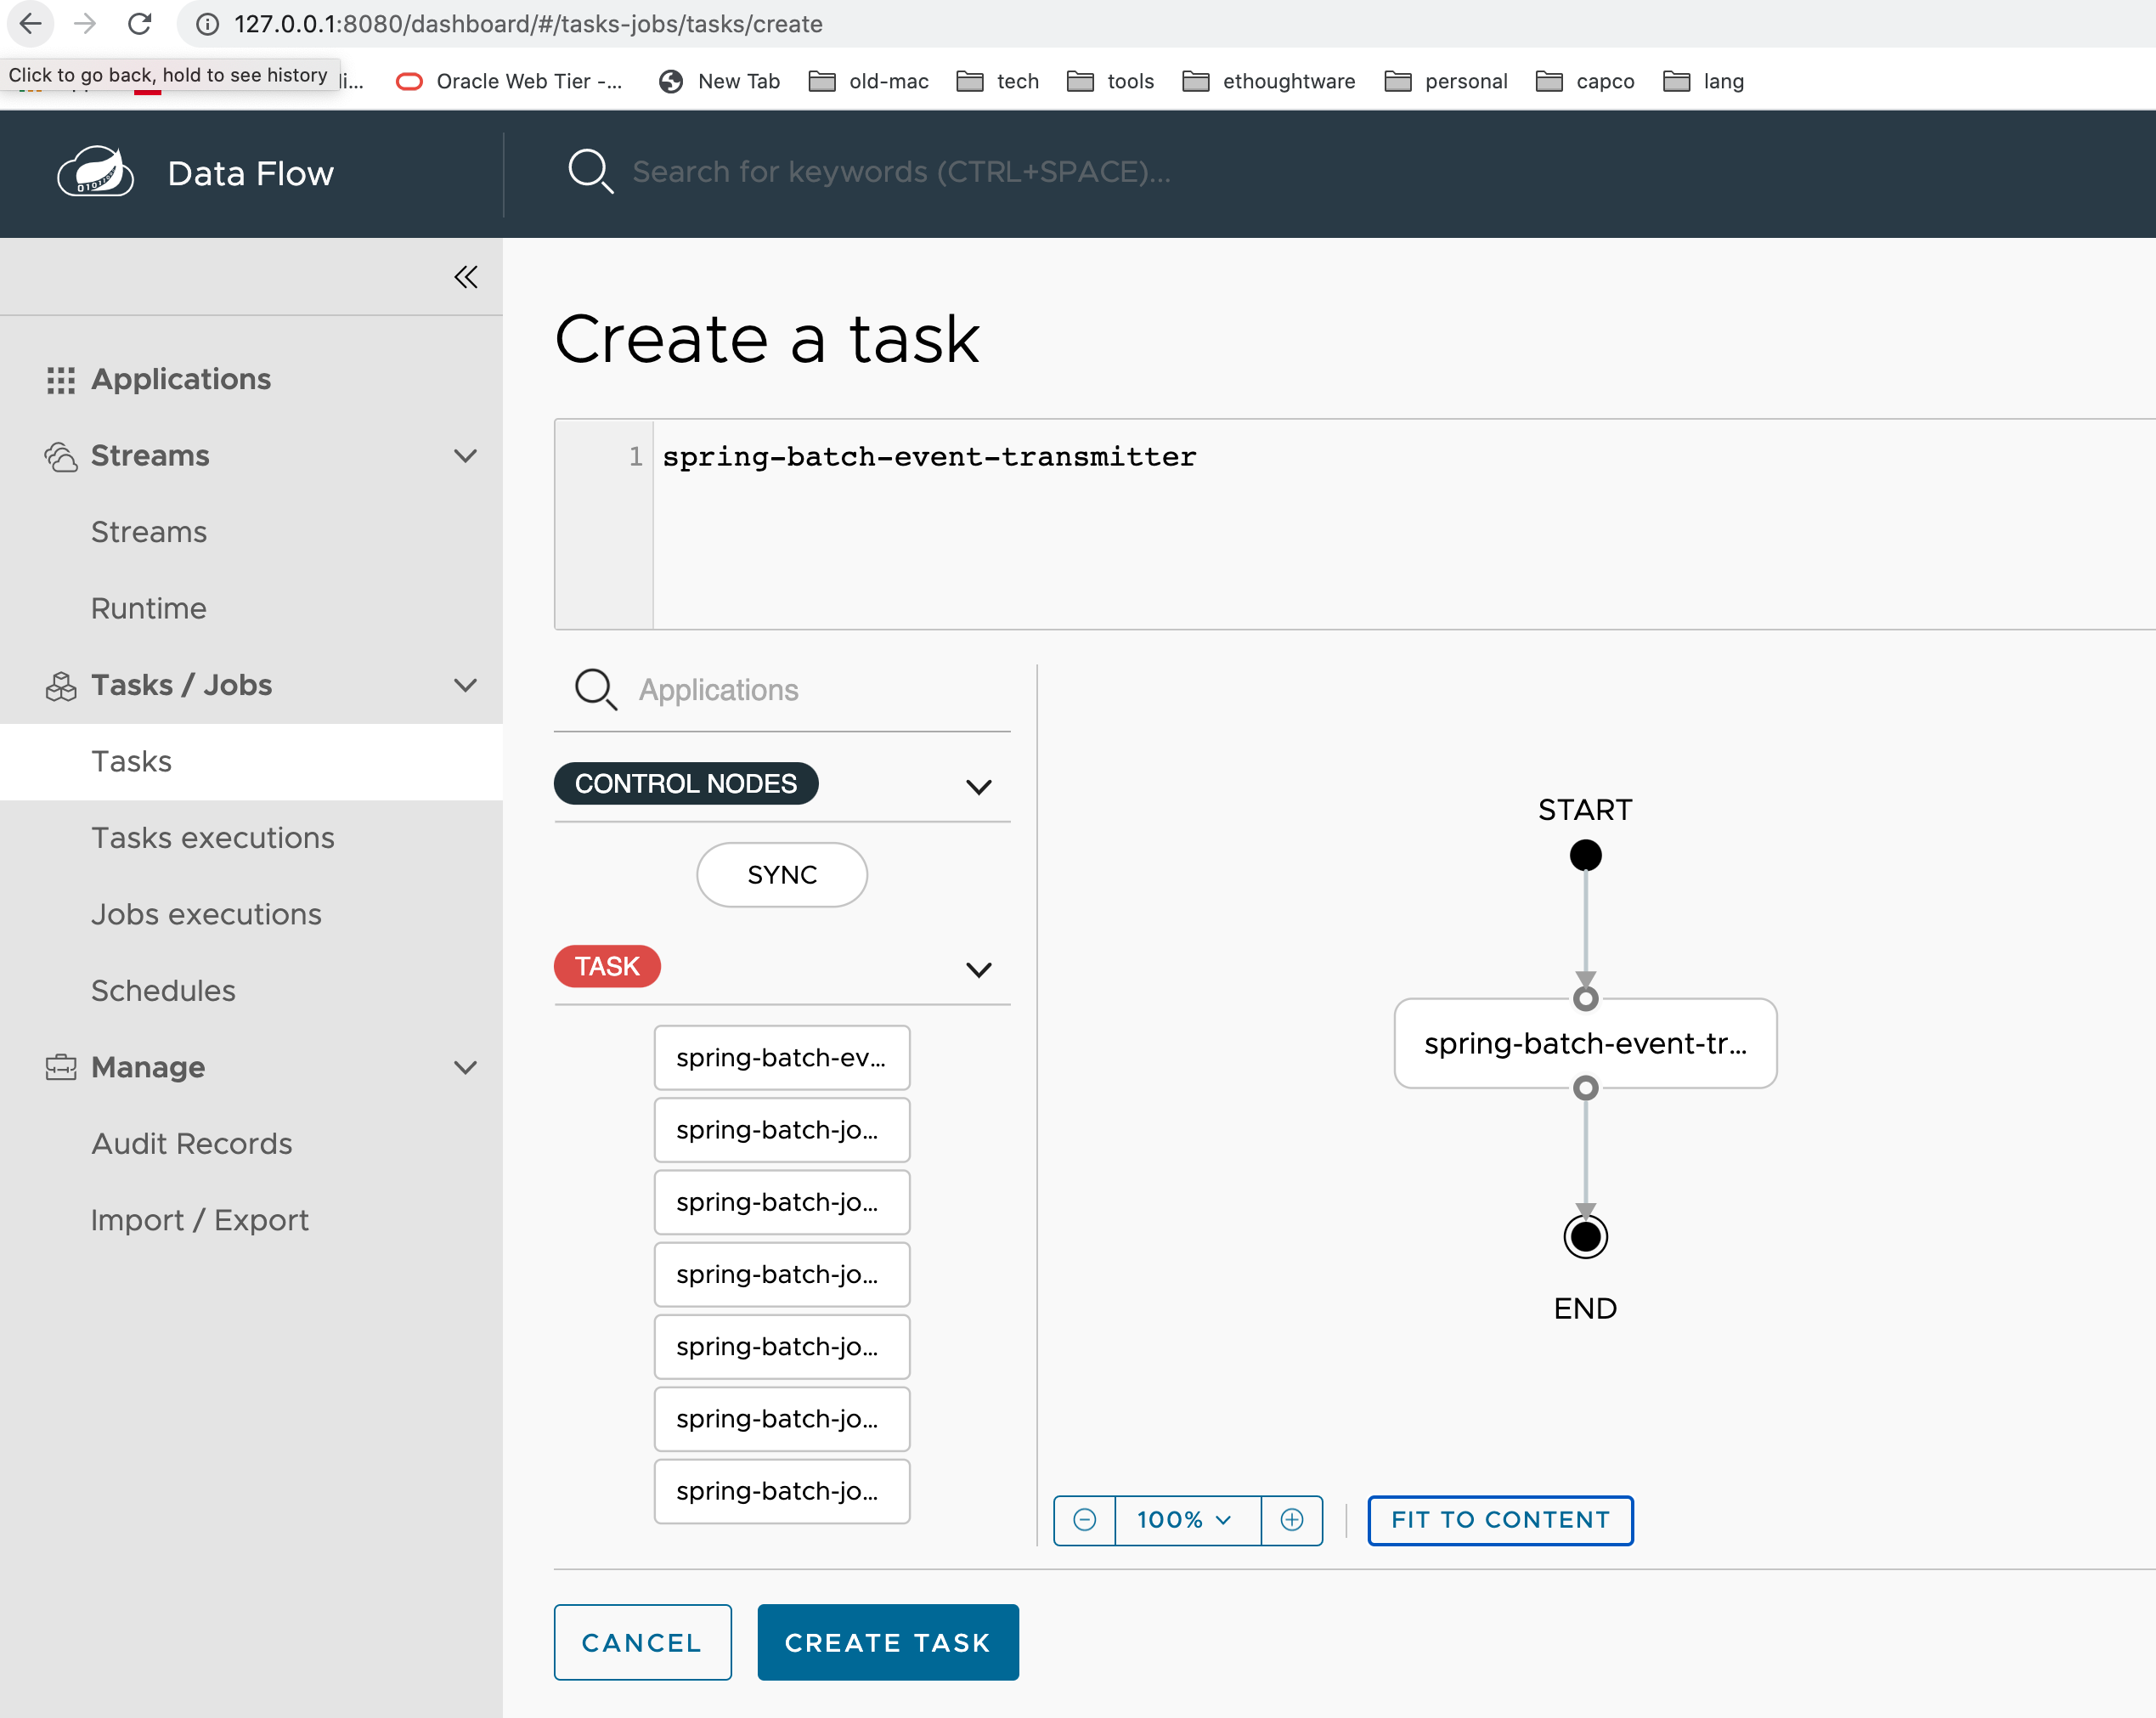 127.0.0.1:8080/dashboard/#/tasks-jobs/tasks/create
Click to go back, hold to see history
Oracle Web Tier -...
New Tab
old-mac
tech
tools
ethoughtware
personal
capco
lang
Data Flow
Search for keywords (CTRL+SPACE)...
Applications
Streams
Streams
Runtime
Tasks / Jobs
Tasks
Tasks executions
Jobs executions
Schedules
Manage
Audit Records
Import / Export
Create a task
1 spring-batch-event-transmitter
Applications
CONTROL NODES
SYNC
TASK
spring-batch-ev...
spring-batch-jo...
spring-batch-jo...
spring-batch-jo...
spring-batch-jo...
spring-batch-jo...
spring-batch-jo...
START
spring-batch-event-tr...
END
100%
FIT TO CONTENT
CANCEL
CREATE TASK